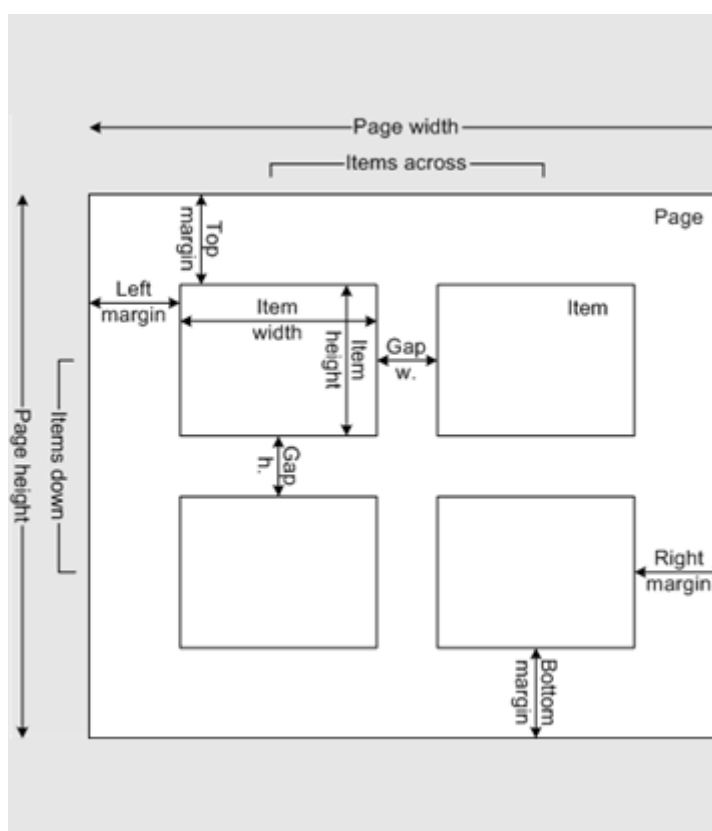 Page width
Items across
Page
Top
margin
Left
margin
Item
width
Item
height
Item
Gap
w.
Items down
Page height
Gap
h.
Right
margin
Bottom
margin